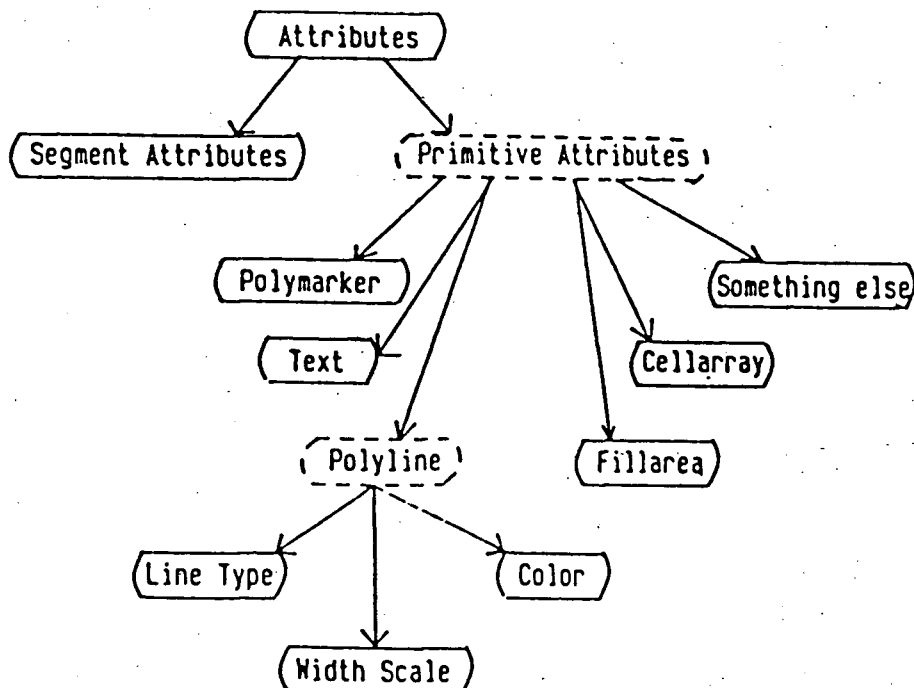 Attributes
Segment Attributes
Primitive Attributes
Polymarker
Something else
Text
Cellarray
Polyline
Fillarea
Line Type
Color
Width Scale